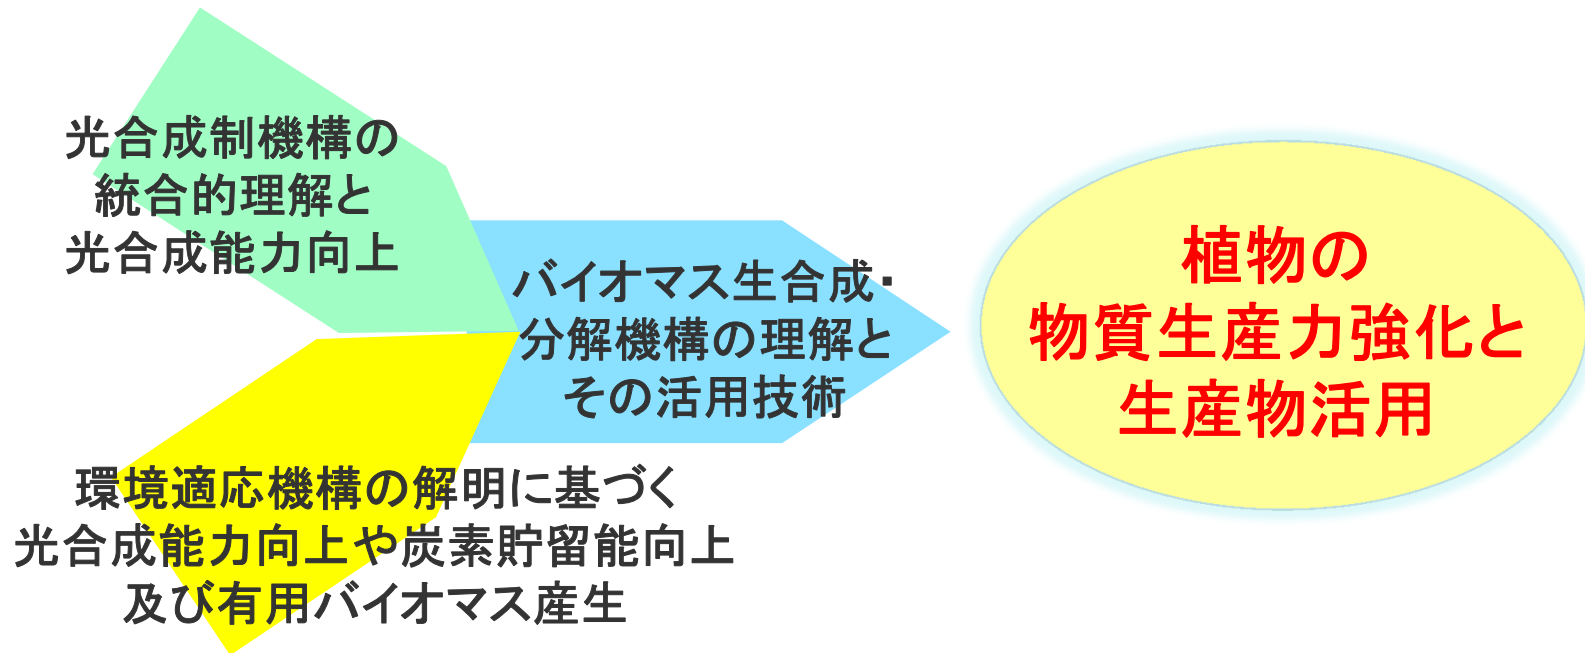 光合成制機構の
統合的理解と
光合成能力向上
バイオマス生合成・
分解機構の理解と
その活用技術
環境適応機構の解明に基づく
光合成能力向上や炭素貯留能向上
及び有用バイオマス産生
植物の
物質生産力強化と
生産物活用